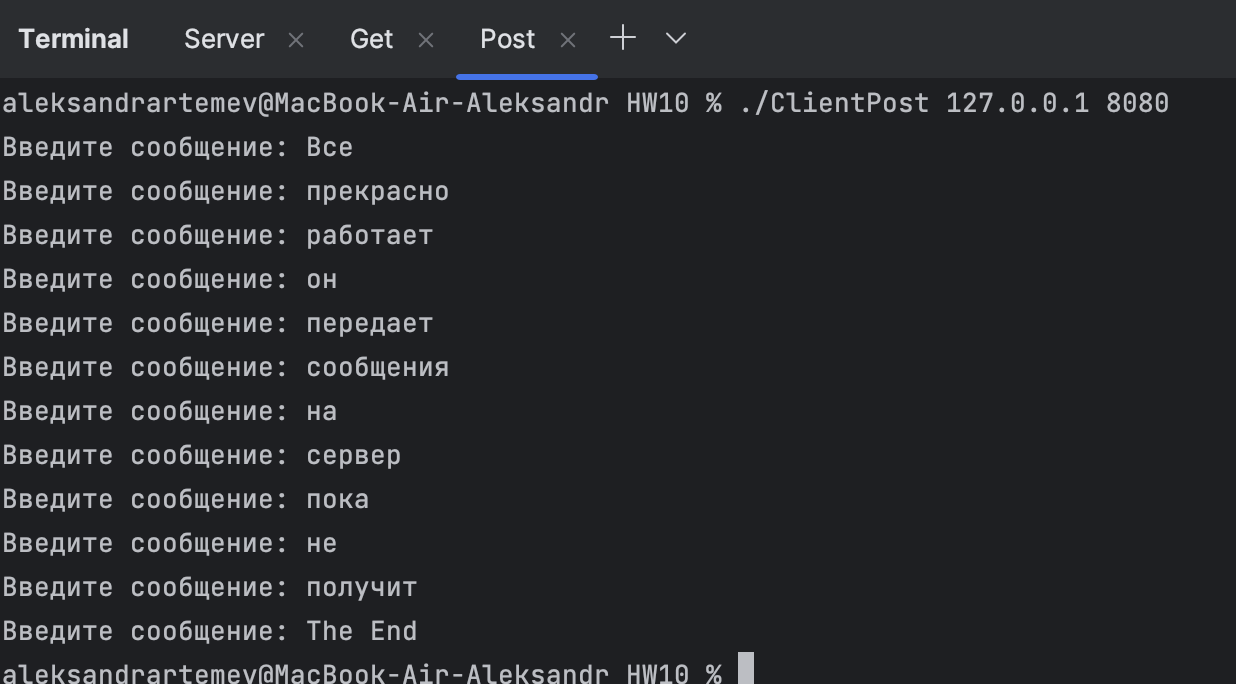 Terminal Server Get Post
aleksandrartemev@MacBook-Air-Aleksandr HW10 % ./ClientPost 127.0.0.1 8080
Введите сообщение: Все
Введите сообщение: прекрасно
Введите сообщение: работает
Введите сообщение: он
Введите сообщение: передает
Введите сообщение: сообщения
Введите сообщение: на
Введите сообщение: сервер
Введите сообщение: пока
Введите сообщение: не
Введите сообщение: получит
Введите сообщение: The End
aleksandrartemev@MacBook-Air-Aleksandr HW10 %